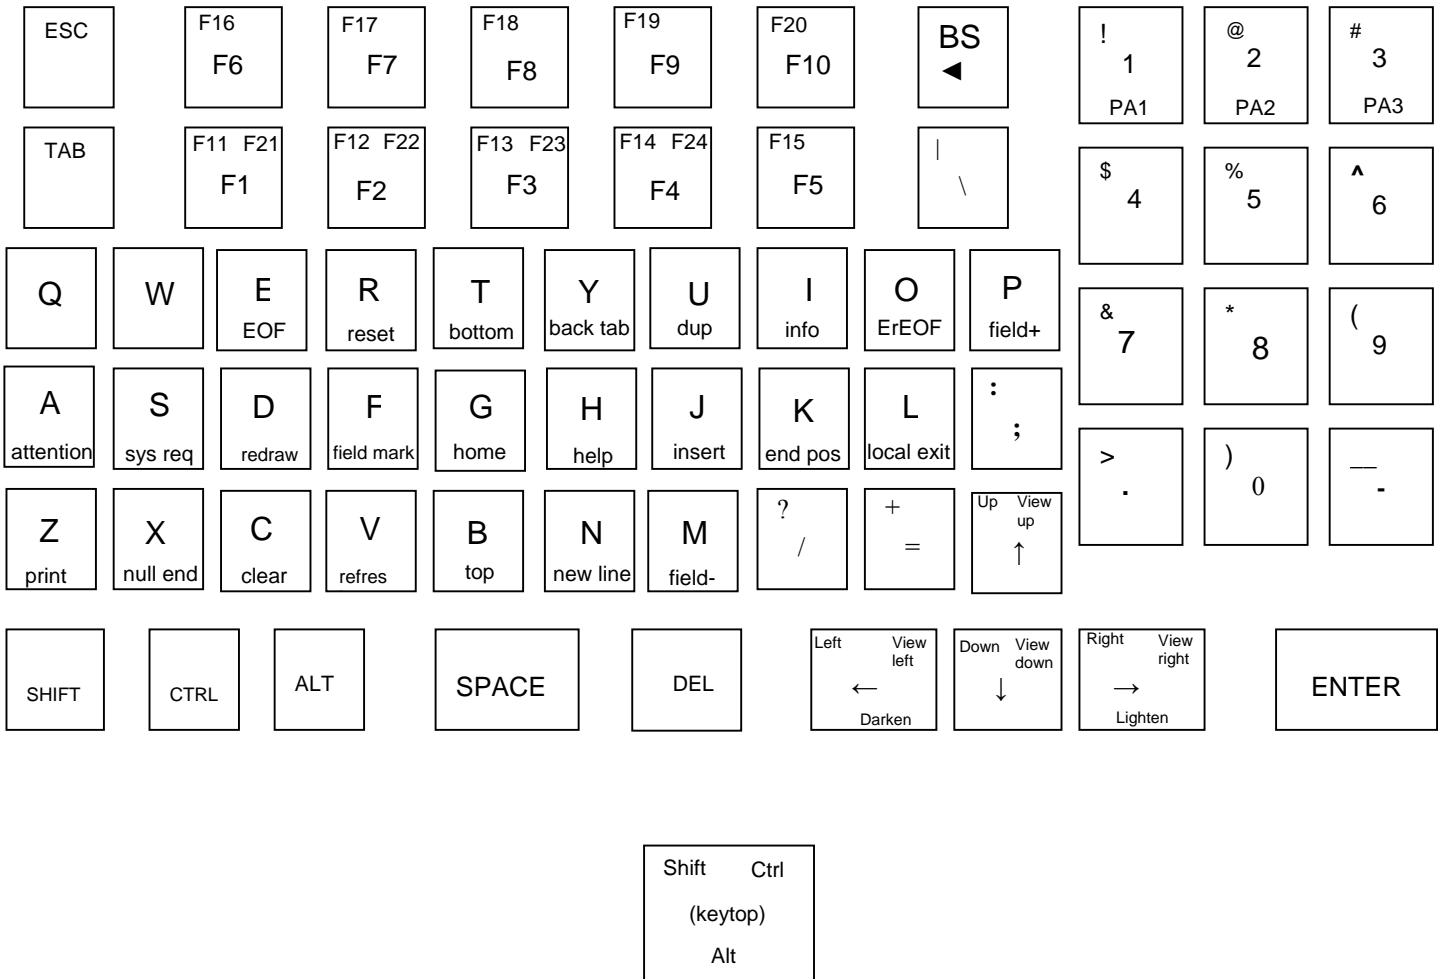 ESC
F16
F6
F17
F7
F18
F8
F19
F9
F20
F10
BS
◄
!
1
PA1
@
2
PA2
#
3
PA3
TAB
F11 F21
F1
F12 F22
F2
F13 F23
F3
F14 F24
F4
F15
F5
|
\
$
4
%
5
^
6
Q
W
E
EOF
R
reset
T
bottom
Y
back tab
U
dup
I
info
O
ErEOF
P
field+
&
7
*
8
(
9
A
attention
S
sys req
D
redraw
F
field mark
G
home
H
help
J
insert
K
end pos
L
local exit
:
;
>
.
)
0
__
-
Z
print
X
null end
C
clear
V
refres
B
top
N
new line
M
field-
?
/
+
=
Up View
up
↑
SHIFT
CTRL
ALT
SPACE
DEL
Left View
left
←
Darken
Down View
down
↓
Right View
right
→
Lighten
ENTER
Shift Ctrl
(keytop)
Alt